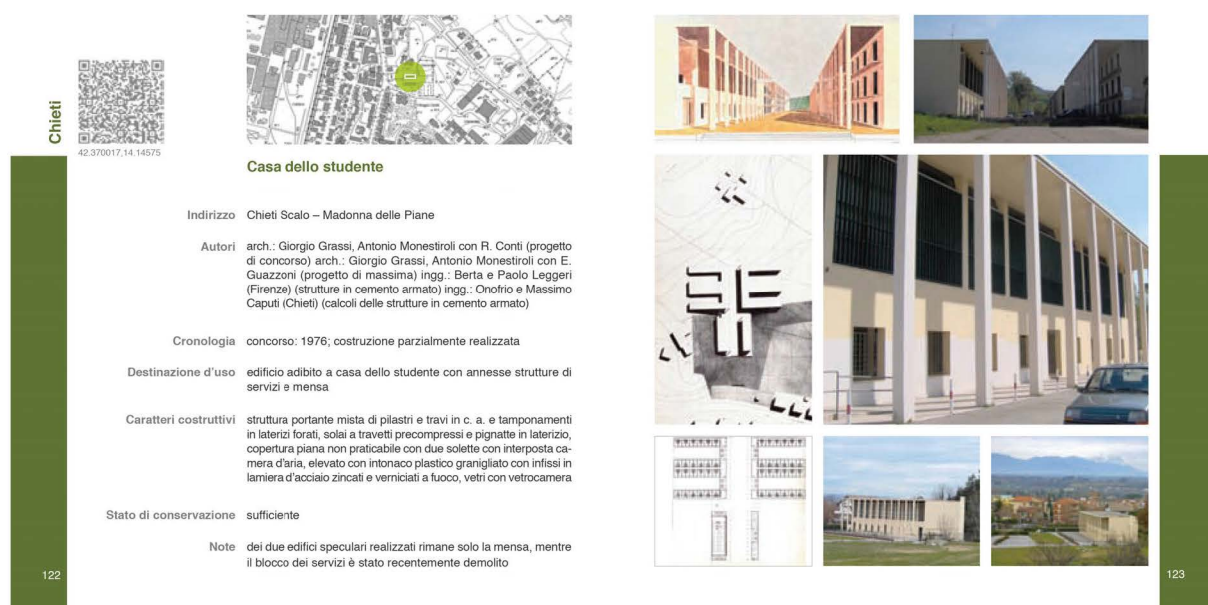 Chieti
42.370017,14.14575
Casa dello studente
Indirizzo Chieti Scalo – Madonna delle Piane
Autori arch.: Giorgio Grassi, Antonio Monestiroli con R. Conti (progetto
di concorso) arch.: Giorgio Grassi, Antonio Monestiroli con E.
Guazzoni (progetto di massima) ingg.: Berta e Paolo Leggeri
(Firenze) (strutture in cemento armato) ingg.: Onofrio e Massimo
Caputi (Chieti) (calcoli delle strutture in cemento armato)
Cronologia concorso: 1976; costruzione parzialmente realizzata
Destinazione d'uso edificio adibito a casa dello studente con annesse strutture di
servizi e mensa
Caratteri costruttivi struttura portante mista di pilastri e travi in c. a. e tamponamenti
in laterizi forati, solai a travetti precompressi e pignatte in laterizio,
copertura piana non praticabile con due solette con interposta ca-
mera d'aria, elevato con intonaco plastico granigliato con infissi in
lamiera d'acciaio zincati e verniciati a fuoco, vetri con vetrocamera
Stato di conservazione sufficiente
Note dei due edifici speculari realizzati rimane solo la mensa, mentre
il blocco dei servizi è stato recentemente demolito
122
123